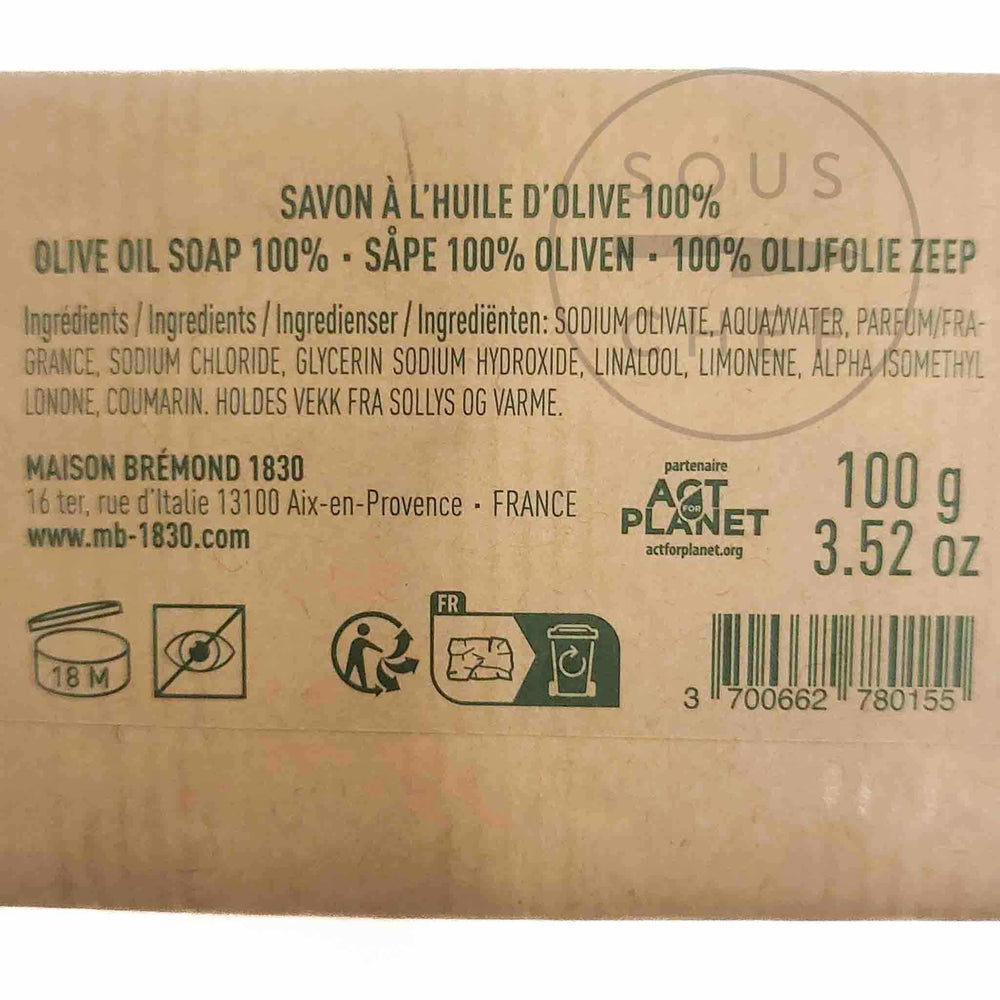 SOUS
CHEF
SAVON À L'HUILE D'OLIVE 100%
OLIVE OIL SOAP 100% · SÅPE 100% OLIVEN · 100% OLIJFOLIE ZEEP
Ingrédients / Ingredients / Ingredienser / Ingrediënten: SODIUM OLIVATE, AQUA/WATER, PARFUM/FRA-
GRANCE, SODIUM CHLORIDE, GLYCERIN SODIUM HYDROXIDE, LINALOOL, LIMONENE, ALPHA ISOMETHYL
LONONE, COUMARIN. HOLDES VEKK FRA SOLLYS OG VARME.
MAISON BRÉMOND 1830
16 ter, rue d'Italie 13100 Aix-en-Provence · FRANCE
www.mb-1830.com
partenaire
ACT
FOR
PLANET
actforplanet.org
100 g
3.52 oz
18 M
FR
3 700662 780155